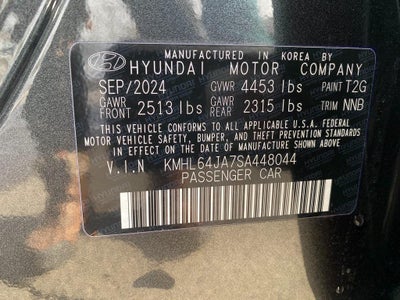 MANUFACTURED IN KOREA BY
HYUNDAI MOTOR COMPANY
SEP/2024 GVWR 4453 lbs PAINT T2G
GAWR FRONT 2513 lbs GAWR REAR 2315 lbs TRIM NNB
THIS VEHICLE CONFORMS TO ALL APPLICABLE U.S.A. FEDERAL
MOTOR VEHICLE SAFETY, BUMPER, AND THEFT PREVENTION
STANDARDS IN EFFECT ON THE DATE OF MANUFACTURE SHOWN ABOVE.
V.I.N KMHL64JA7SA448044
PASSENGER CAR